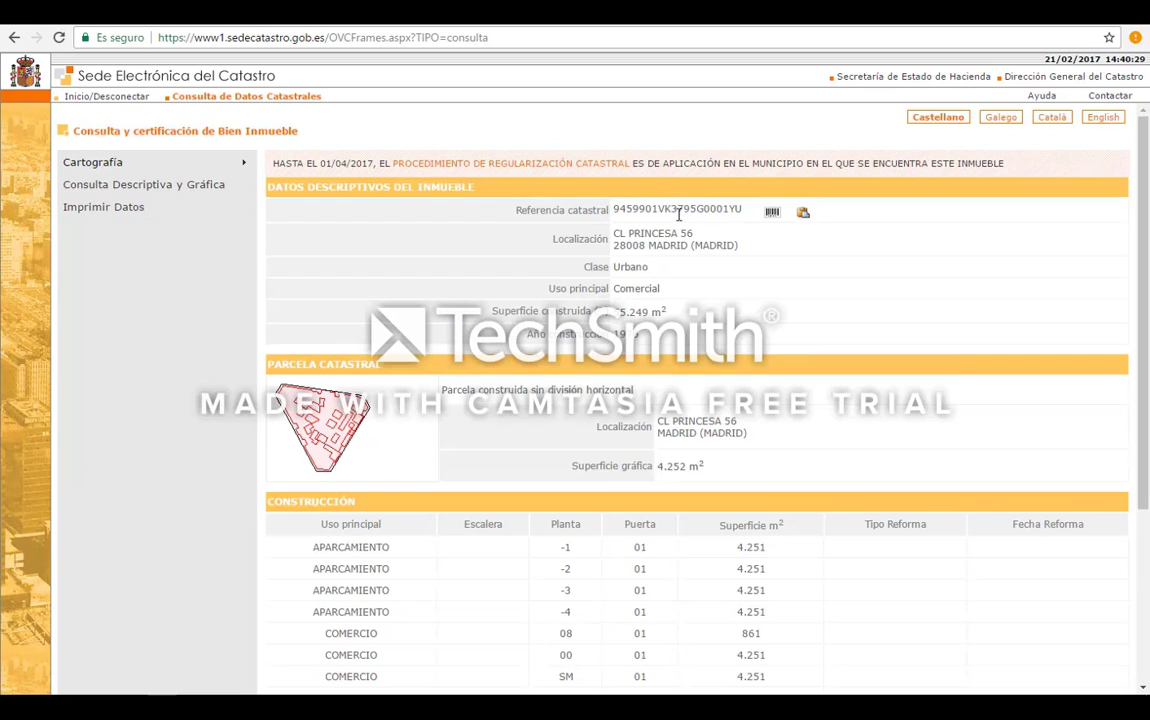 Es seguro | https://www1.sedecatastro.gob.es/OVCFrames.aspx?TIPO=consulta
21/02/2017 14:40:29
Sede Electrónica del Catastro
Secretaría de Estado de Hacienda Dirección General del Catastro
Inicio/Desconectar Consulta de Datos Catastrales Ayuda Contactar
Castellano Galego Català English
Consulta y certificación de Bien Inmueble
Cartografía
Consulta Descriptiva y Gráfica
Imprimir Datos
HASTA EL 01/04/2017, EL PROCEDIMIENTO DE REGULARIZACIÓN CATASTRAL ES DE APLICACIÓN EN EL MUNICIPIO EN EL QUE SE ENCUENTRA ESTE INMUEBLE
DATOS DESCRIPTIVOS DEL INMUEBLE
Referencia catastral 9459901VK3795G0001YU
Localización CL PRINCESA 56
28008 MADRID (MADRID)
Clase Urbano
Uso principal Comercial
Superficie construida m²
Año
TechSmith®
PARCELA CATASTRAL
Parcela construida sin división horizontal
MADE WITH CAMTASIA FREE TRIAL
Localización CL PRINCESA 56
MADRID (MADRID)
Superficie gráfica 4.252 m²
CONSTRUCCIÓN
Uso principal Escalera Planta Puerta Superficie m² Tipo Reforma Fecha Reforma
APARCAMIENTO -1 01 4.251
APARCAMIENTO -2 01 4.251
APARCAMIENTO -3 01 4.251
APARCAMIENTO -4 01 4.251
COMERCIO 08 01 861
COMERCIO 00 01 4.251
COMERCIO SM 01 4.251